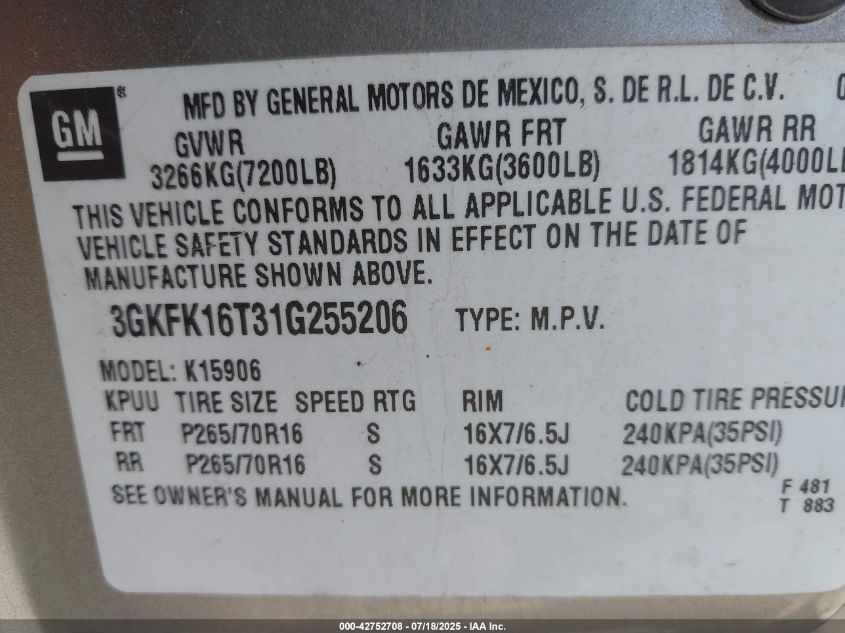 GM®
MFD BY GENERAL MOTORS DE MEXICO, S. DE R.L. DE C.V.
GVWR GAWR FRT GAWR RR
3266KG(7200LB) 1633KG(3600LB) 1814KG(4000L
THIS VEHICLE CONFORMS TO ALL APPLICABLE U.S. FEDERAL MOT
VEHICLE SAFETY STANDARDS IN EFFECT ON THE DATE OF
MANUFACTURE SHOWN ABOVE.
3GKFK16T31G255206 TYPE: M.P.V.
MODEL: K15906
KPUU TIRE SIZE SPEED RTG RIM COLD TIRE PRESSU
FRT P265/70R16 S 16X7/6.5J 240KPA(35PSI)
RR P265/70R16 S 16X7/6.5J 240KPA(35PSI)
SEE OWNER'S MANUAL FOR MORE INFORMATION.
F 481
T 883
000-42752708 - 07/18/2025 - IAA Inc.